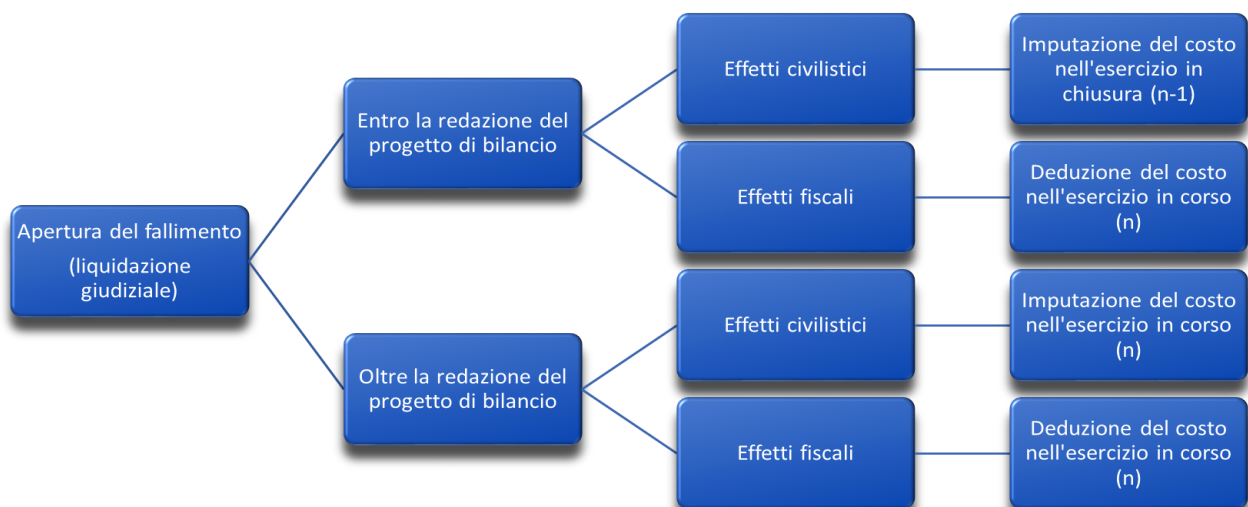 Apertura del fallimento
(liquidazione
giudiziale)
Entro la redazione del
progetto di bilancio
Effetti civilistici
Imputazione del costo
nell'esercizio in
chiusura (n-1)
Effetti fiscali
Deduzione del costo
nell'esercizio in corso
(n)
Oltre la redazione del
progetto di bilancio
Effetti civilistici
Imputazione del costo
nell'esercizio in corso
(n)
Effetti fiscali
Deduzione del costo
nell'esercizio in corso
(n)